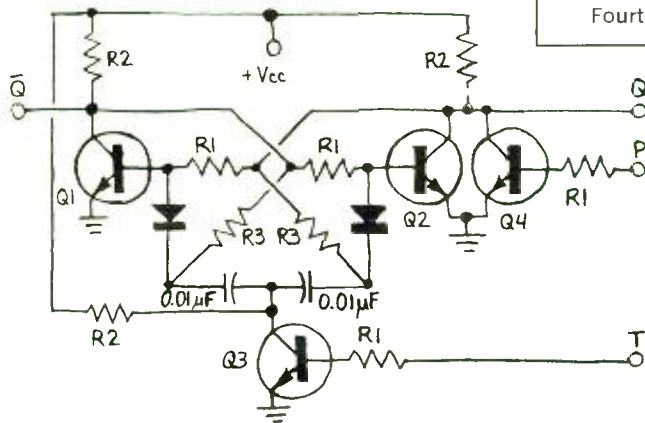 Fourt
R2
+ Vcc
R2
Q̄
Q
R1
R1
P
Q1
Q2
Q4
R1
R3
R3
0.01µF
0.01µF
R2
Q3
R1
T